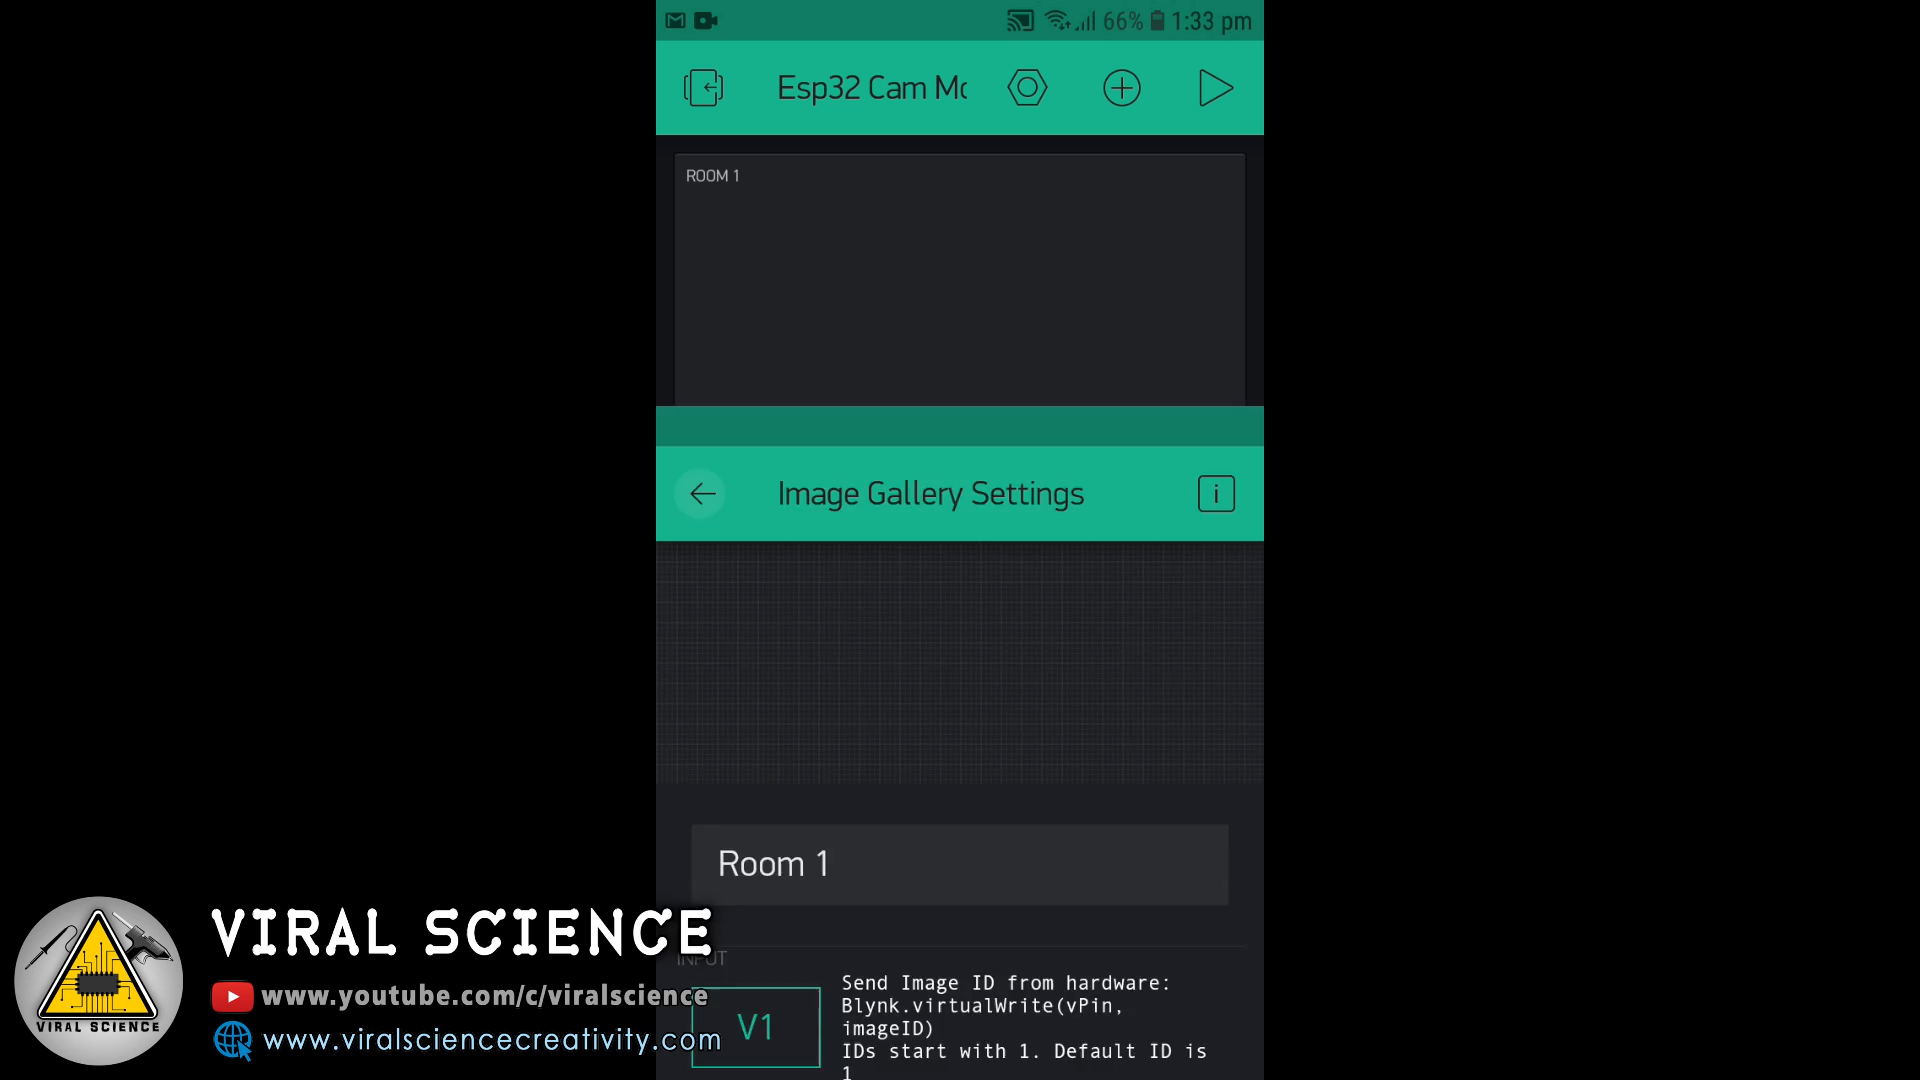 66% 1:33 pm
Esp32 Cam Mo
ROOM 1
Image Gallery Settings
i
Room 1
INPUT
V1
Send Image ID from hardware:
Blynk.virtualWrite(vPin,
imageID)
IDs start with 1. Default ID is
1
VIRAL SCIENCE
VIRAL SCIENCE
www.youtube.com/c/viralscience
www.viralsciencecreativity.com